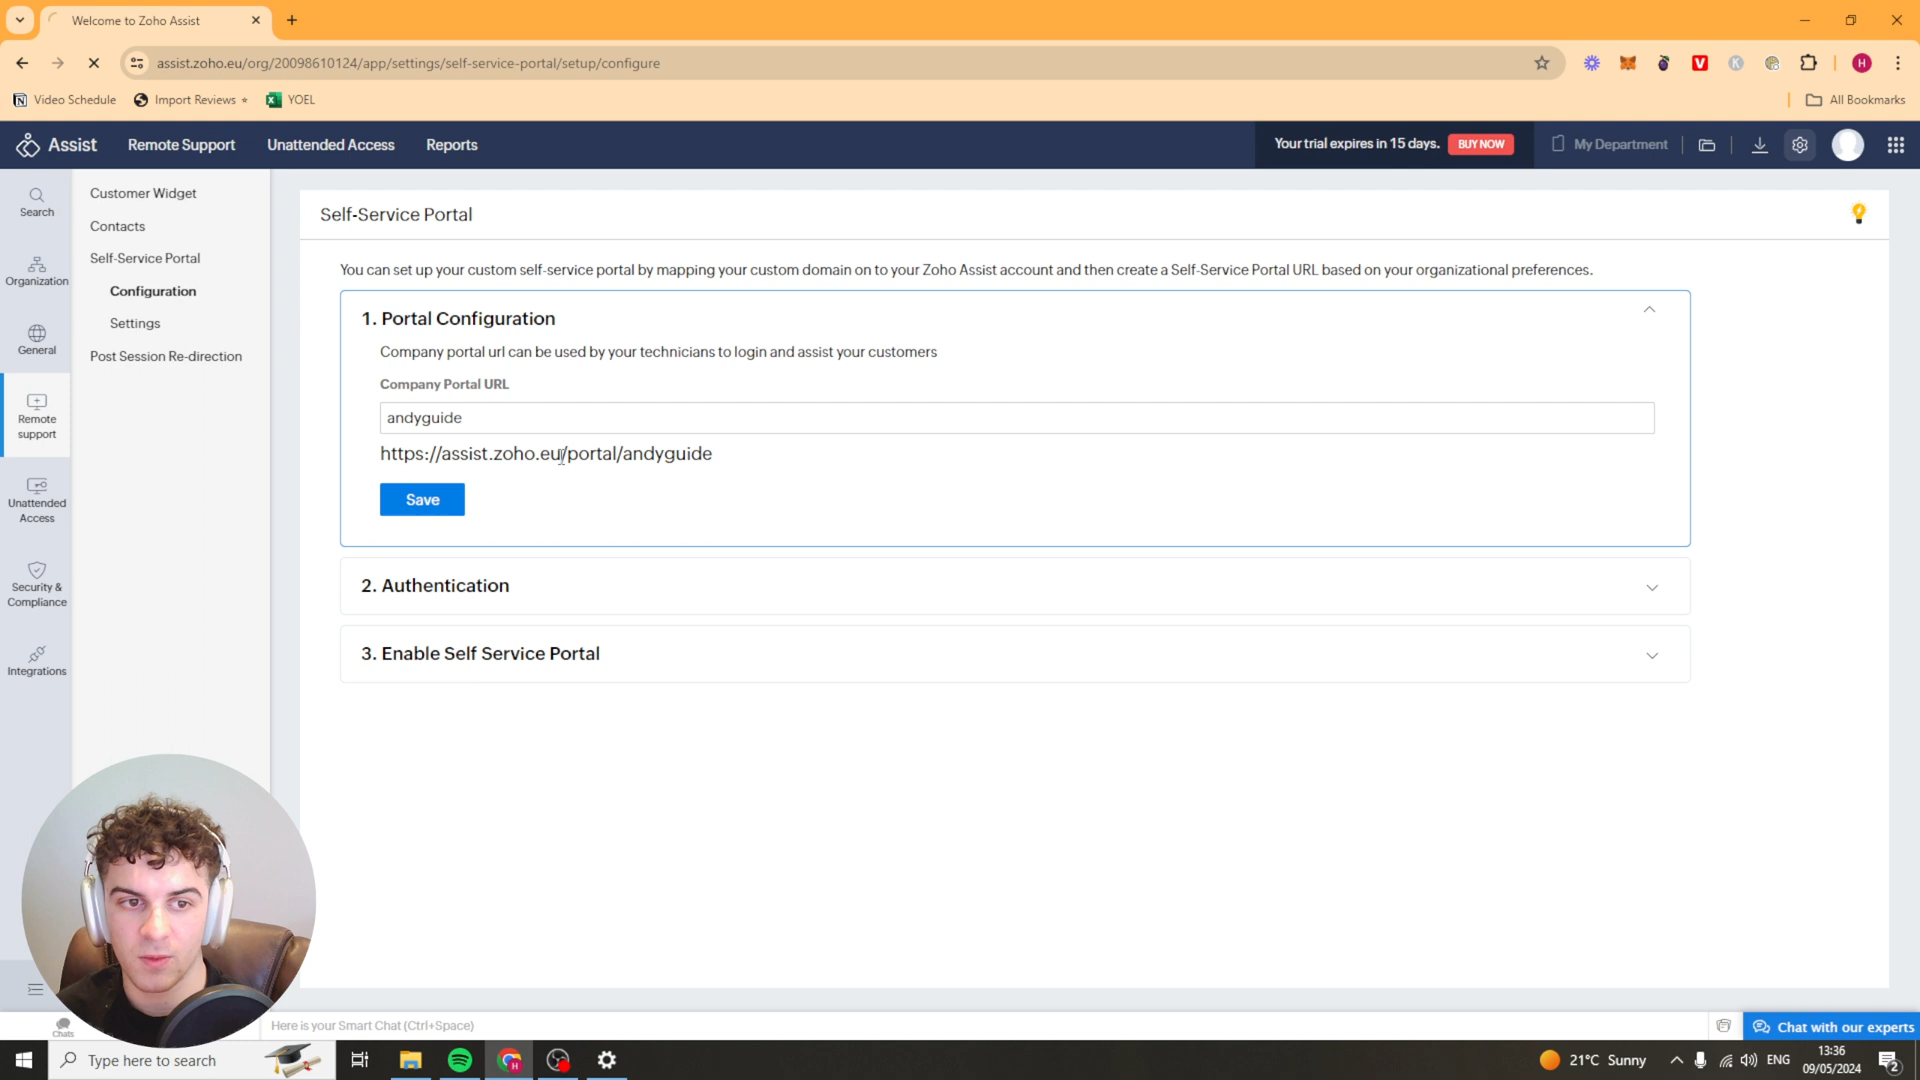 Welcome to Zoho Assist
assist.zoho.eu/org/20098610124/app/settings/self-service-portal/setup/configure
V
K
H
Video Schedule
Import Reviews
YOEL
All Bookmarks
Assist
Remote Support
Unattended Access
Reports
Your trial expires in 15 days.
BUY NOW
My Department
Search
Organization
General
Remote
support
Unattended
Access
Security &
Compliance
Integrations
Customer Widget
Contacts
Self-Service Portal
Configuration
Settings
Post Session Re-direction
Self-Service Portal
You can set up your custom self-service portal by mapping your custom domain on to your Zoho Assist account and then create a Self-Service Portal URL based on your organizational preferences.
1. Portal Configuration
Company portal url can be used by your technicians to login and assist your customers
Company Portal URL
andyguide
https://assist.zoho.eu/portal/andyguide
Save
2. Authentication
3. Enable Self Service Portal
Chats
Here is your Smart Chat (Ctrl+Space)
Chat with our experts
Type here to search
21°C Sunny
ENG
13:36
09/05/2024
2